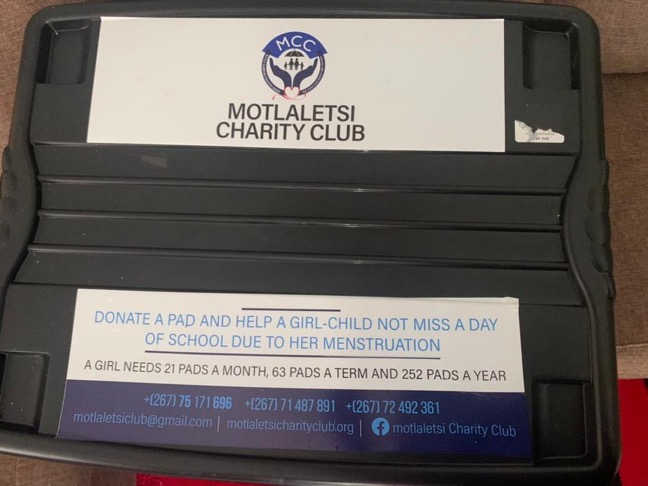 MCC
MOTLALETSI
CHARITY CLUB
DONATE A PAD AND HELP A GIRL-CHILD NOT MISS A DAY
OF SCHOOL DUE TO HER MENSTRUATION
A GIRL NEEDS 21 PADS A MONTH, 63 PADS A TERM AND 252 PADS A YEAR
+(267) 75 171 696 +(267) 71 487 891 +(267) 72 492 361
motlaletsiclub@gmail.com | motlaletsicharityclub.org | motlaletsi Charity Club